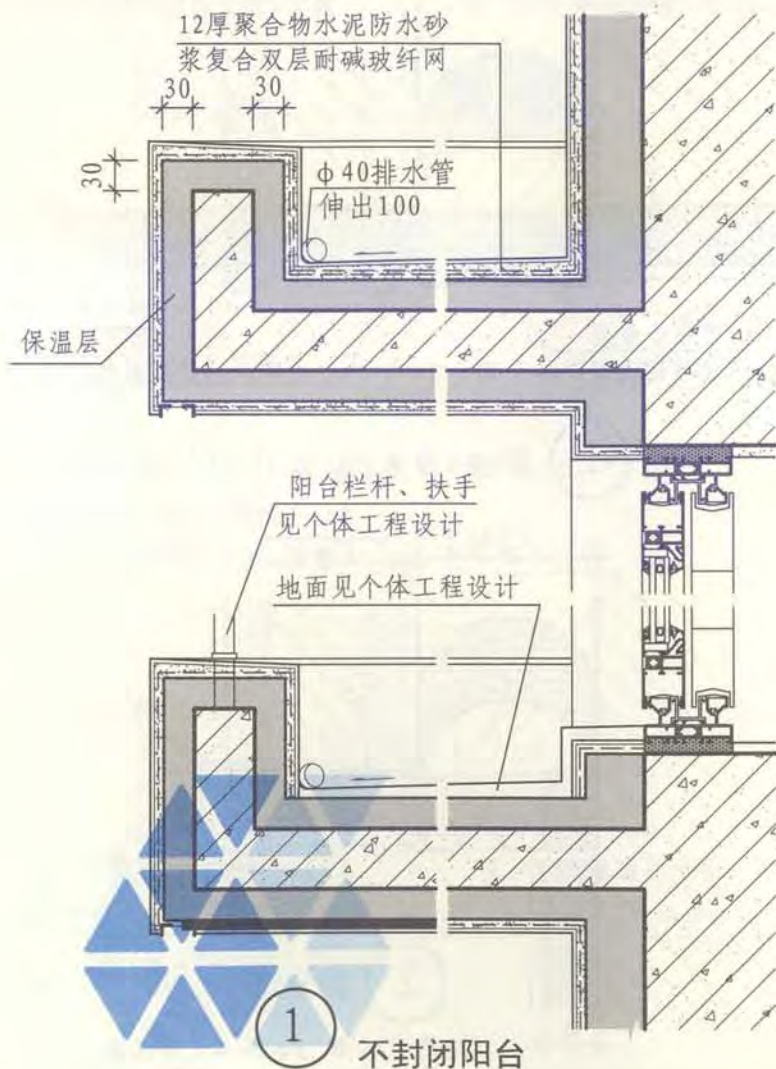 12厚聚合物水泥防水砂
浆复合双层耐碱玻纤网
30
30
30
φ40排水管
伸出100
保温层
阳台栏杆、扶手
见个体工程设计
地面见个体工程设计
1
不封闭阳台